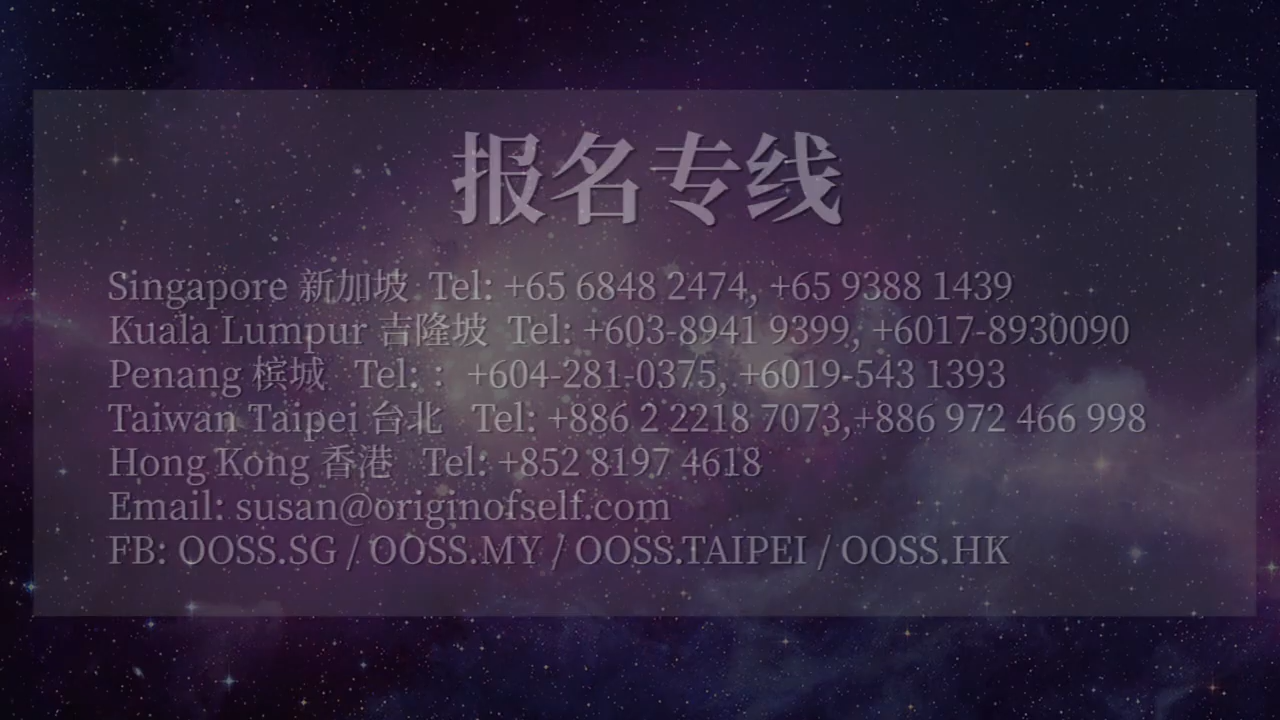 报名专线
Singapore 新加坡 Tel: +65 6848 2474, +65 9388 1439
Kuala Lumpur 吉隆坡 Tel: +603-8941 9399, +6017-8930090
Penang 槟城 Tel: : +604-281-0375, +6019-543 1393
Taiwan Taipei 台北 Tel: +886 2 2218 7073,+886 972 466 998
Hong Kong 香港 Tel: +852 8197 4618
Email: susan@originofself.com
FB: OOSS.SG / OOSS.MY / OOSS.TAIPEI / OOSS.HK